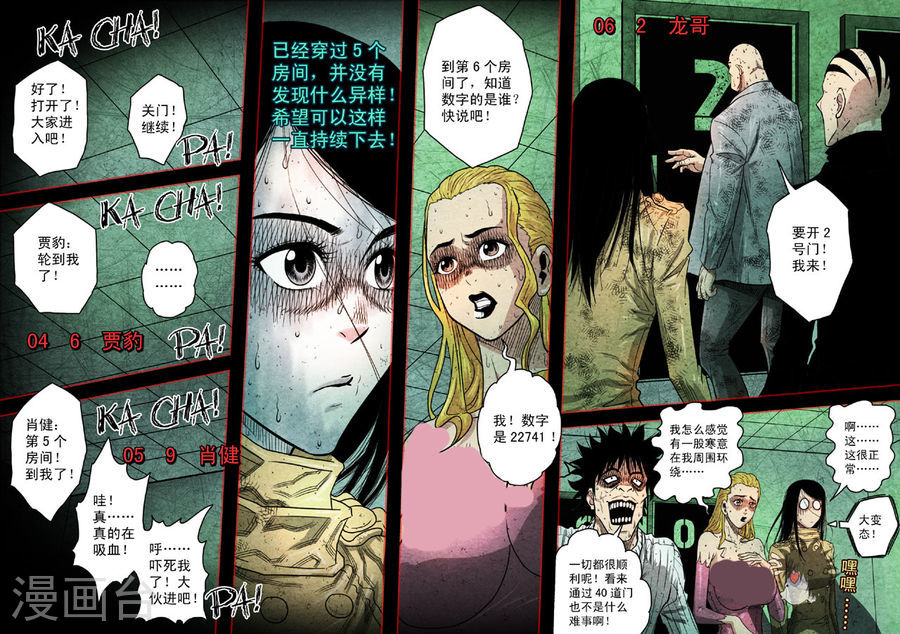 KA CHA!
好了！
打开了！
大家进
入吧！
关门！
继续！
PA!
KA CHA!
贾豹：
轮到我
了！
……
……
04 6 贾豹
PA!
KA CHA!
肖健：
第5个
房间！
到我了！
05 9 肖健
哇！
真……
真的在
吸血！
呼……
吓死我
了！大
伙进吧！
PA!
已经穿过5个
房间，并没有
发现什么异样！
希望可以这样
一直持续下去！
到第6个房
间了，知道
数字的是谁？
快说吧！
我！数字
是22741！
06 2 龙哥
2
要开2
号门！
我来！
我怎么感觉
有一股寒意
在我周围环
绕……
啊……
这……
这很正
常……
大变
态！
0
嘿嘿……
一切都很顺
利呢！看来
通过40道门
也不是什么
难事啊！
漫画台